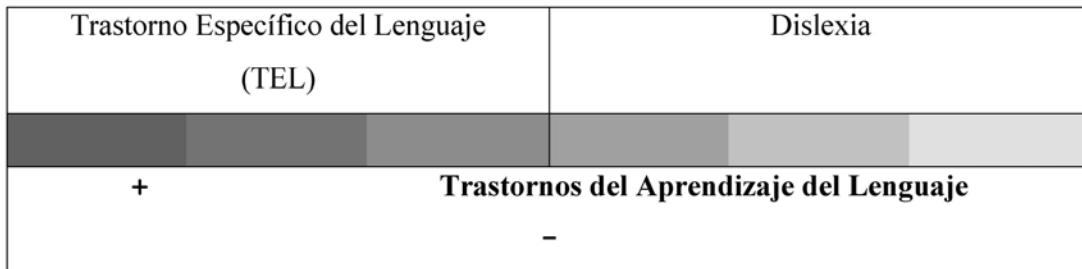 Trastorno Específico del Lenguaje
(TEL)
Dislexia
+ Trastornos del Aprendizaje del Lenguaje
–